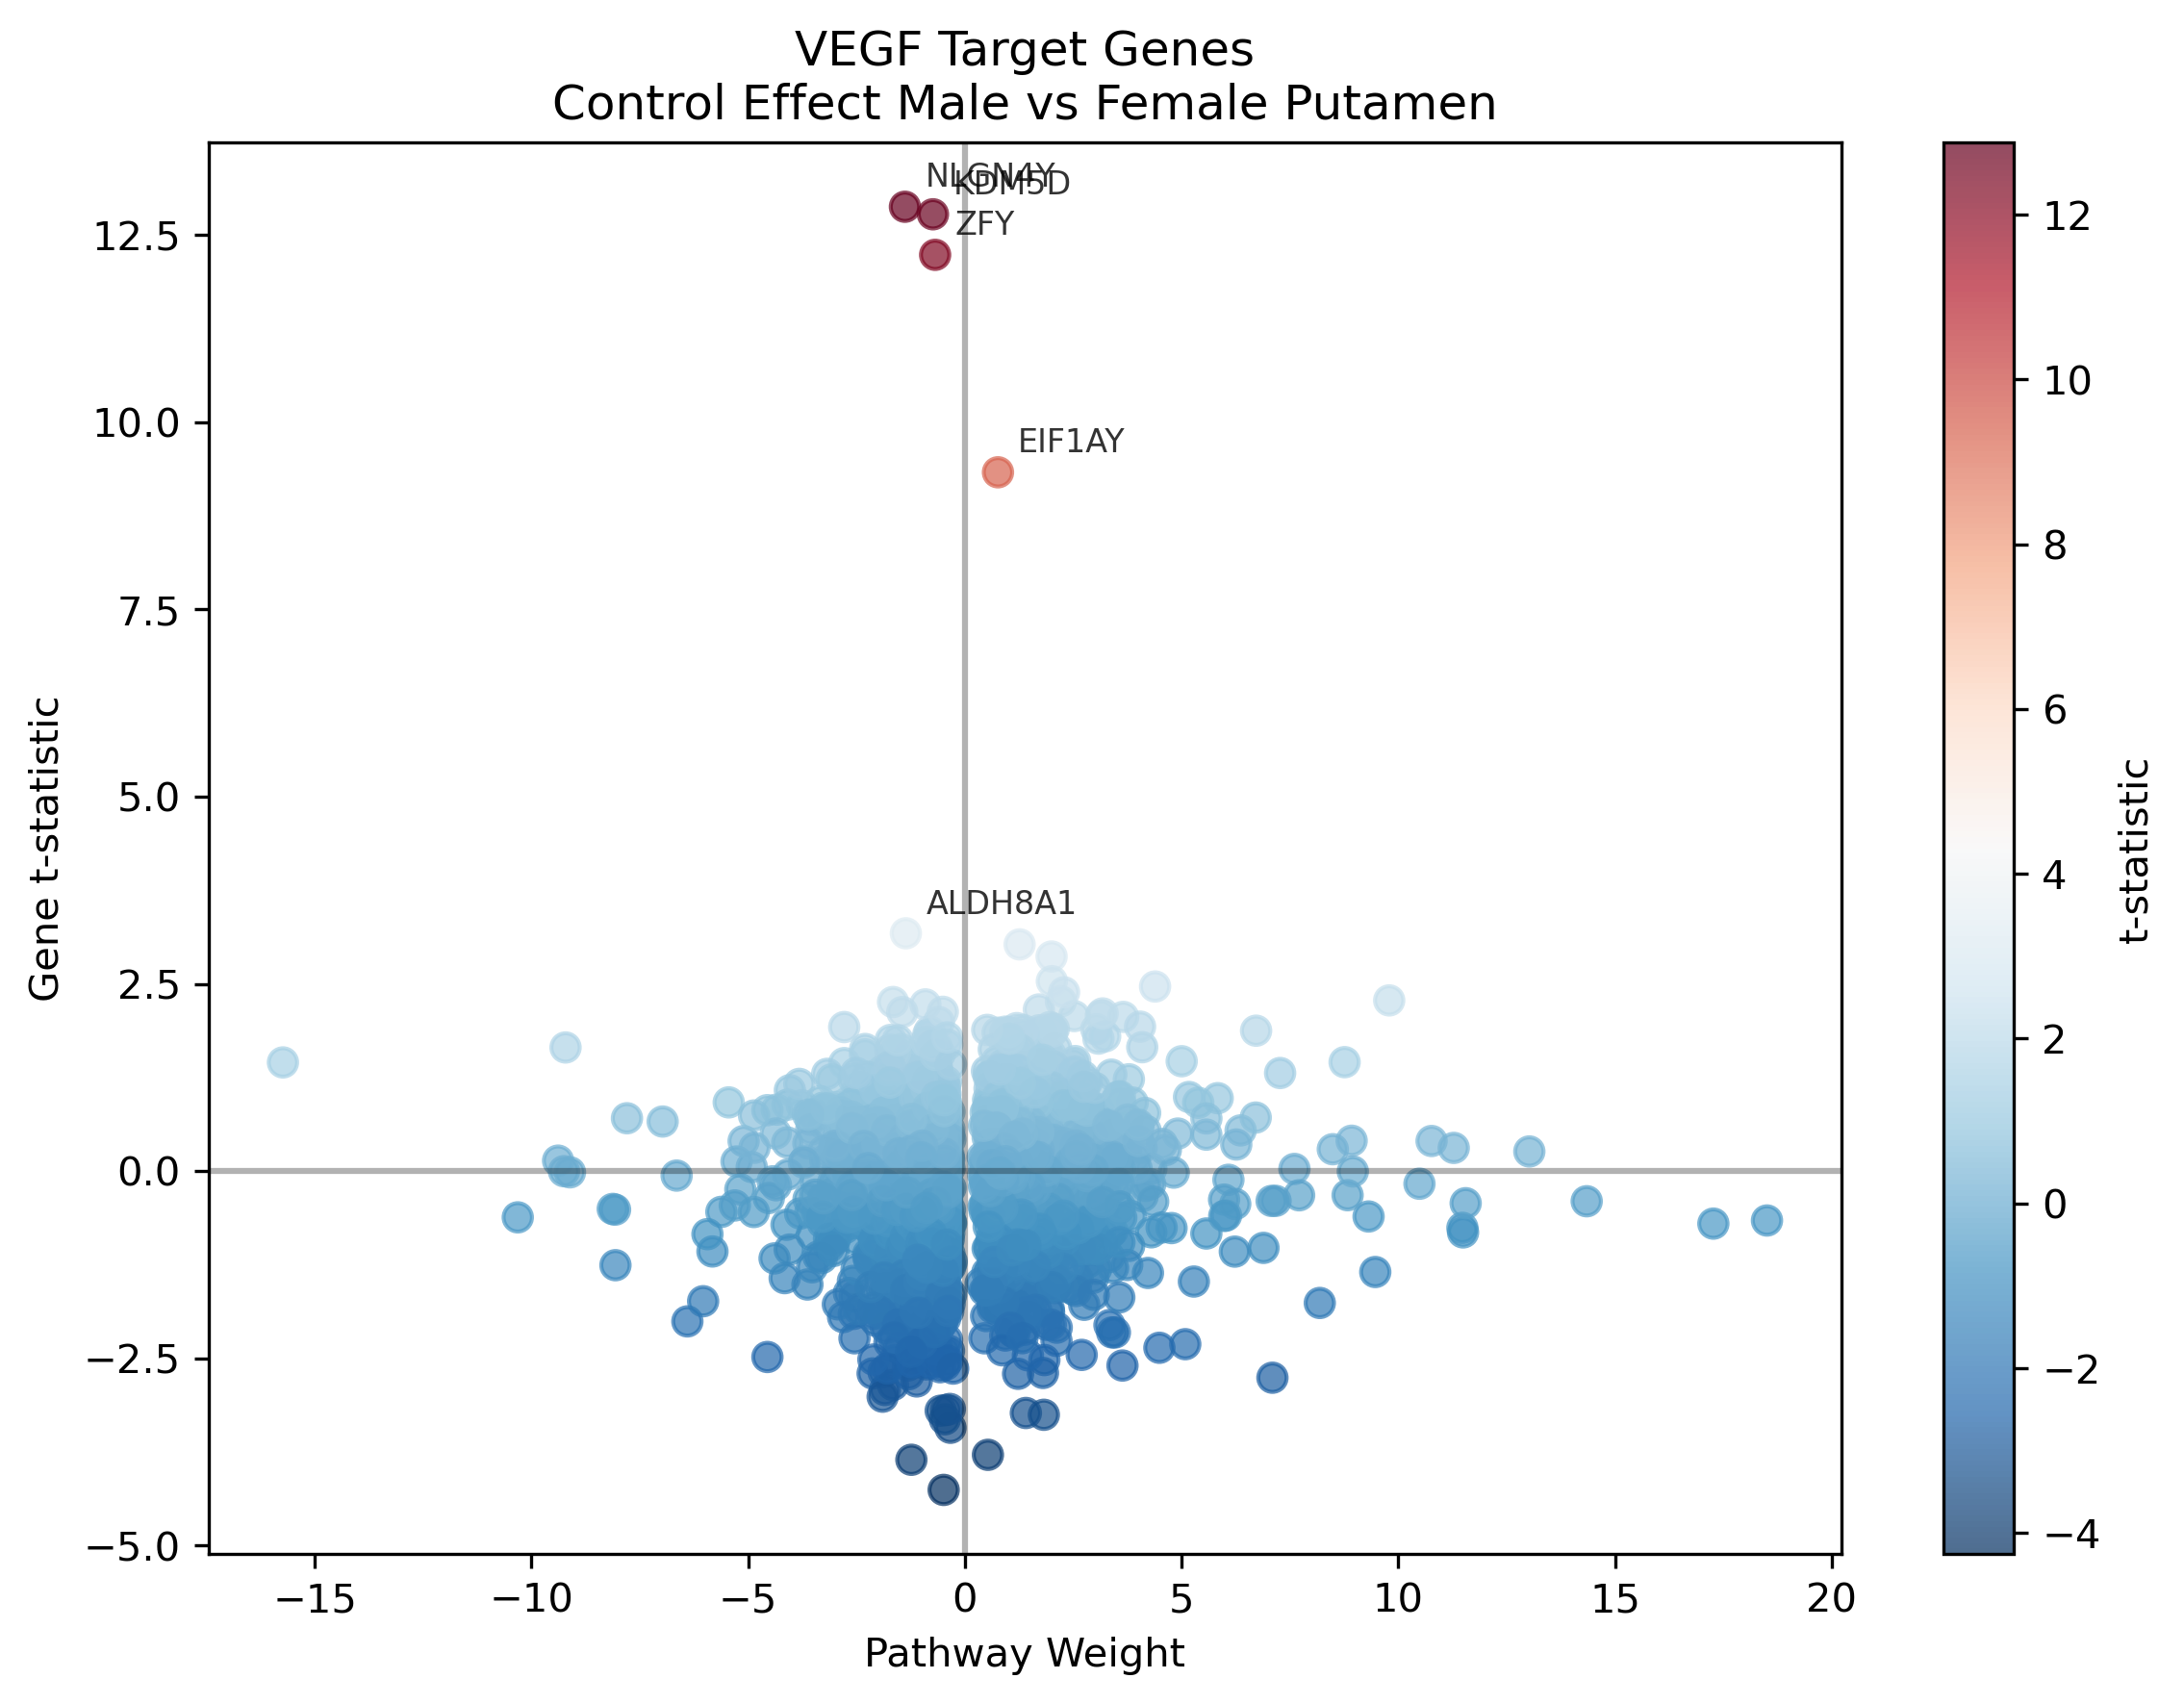 VEGF Target Genes
Control Effect Male vs Female Putamen
NLGN4Y
KDM5D
ZFY
EIF1AY
ALDH8A1
12.5
10.0
7.5
5.0
2.5
0.0
−2.5
−5.0
Gene t-statistic
−15
−10
−5
0
5
10
15
20
Pathway Weight
12
10
8
6
4
2
0
−2
−4
t-statistic